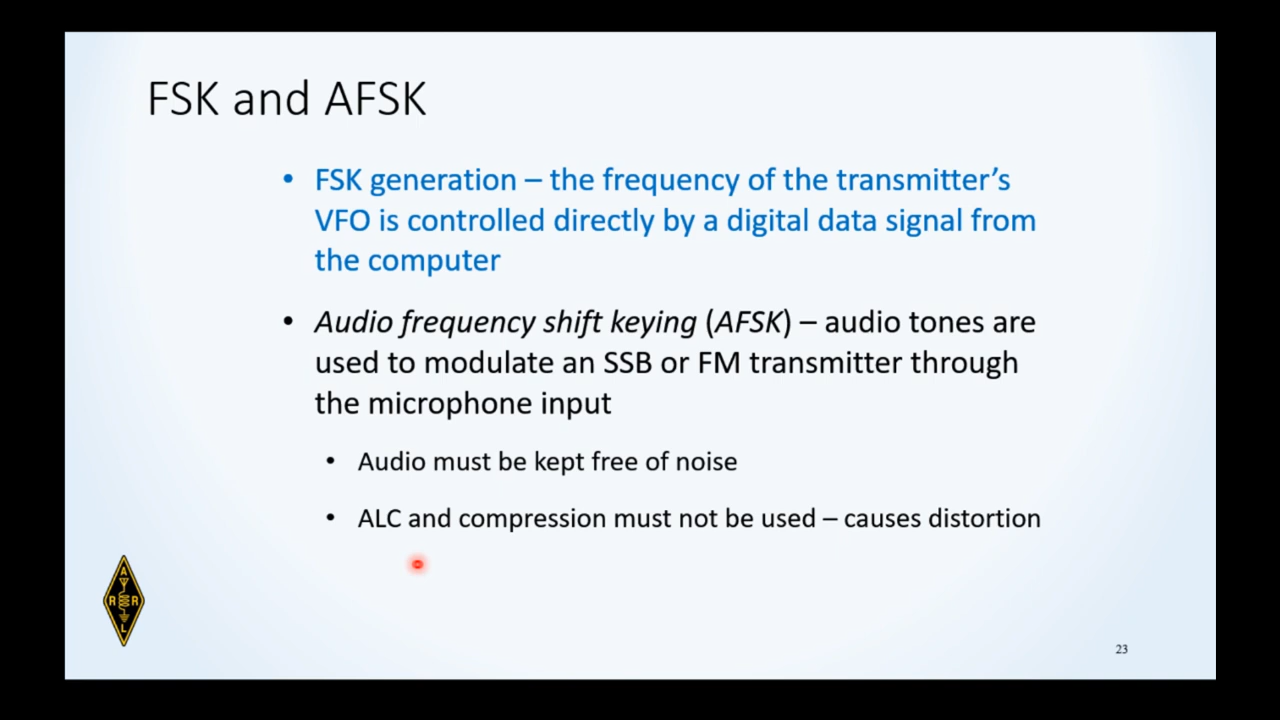 FSK and AFSK
• FSK generation – the frequency of the transmitter’s
VFO is controlled directly by a digital data signal from
the computer
• Audio frequency shift keying (AFSK) – audio tones are
used to modulate an SSB or FM transmitter through
the microphone input
• Audio must be kept free of noise
• ALC and compression must not be used – causes distortion
A
R R
L
23